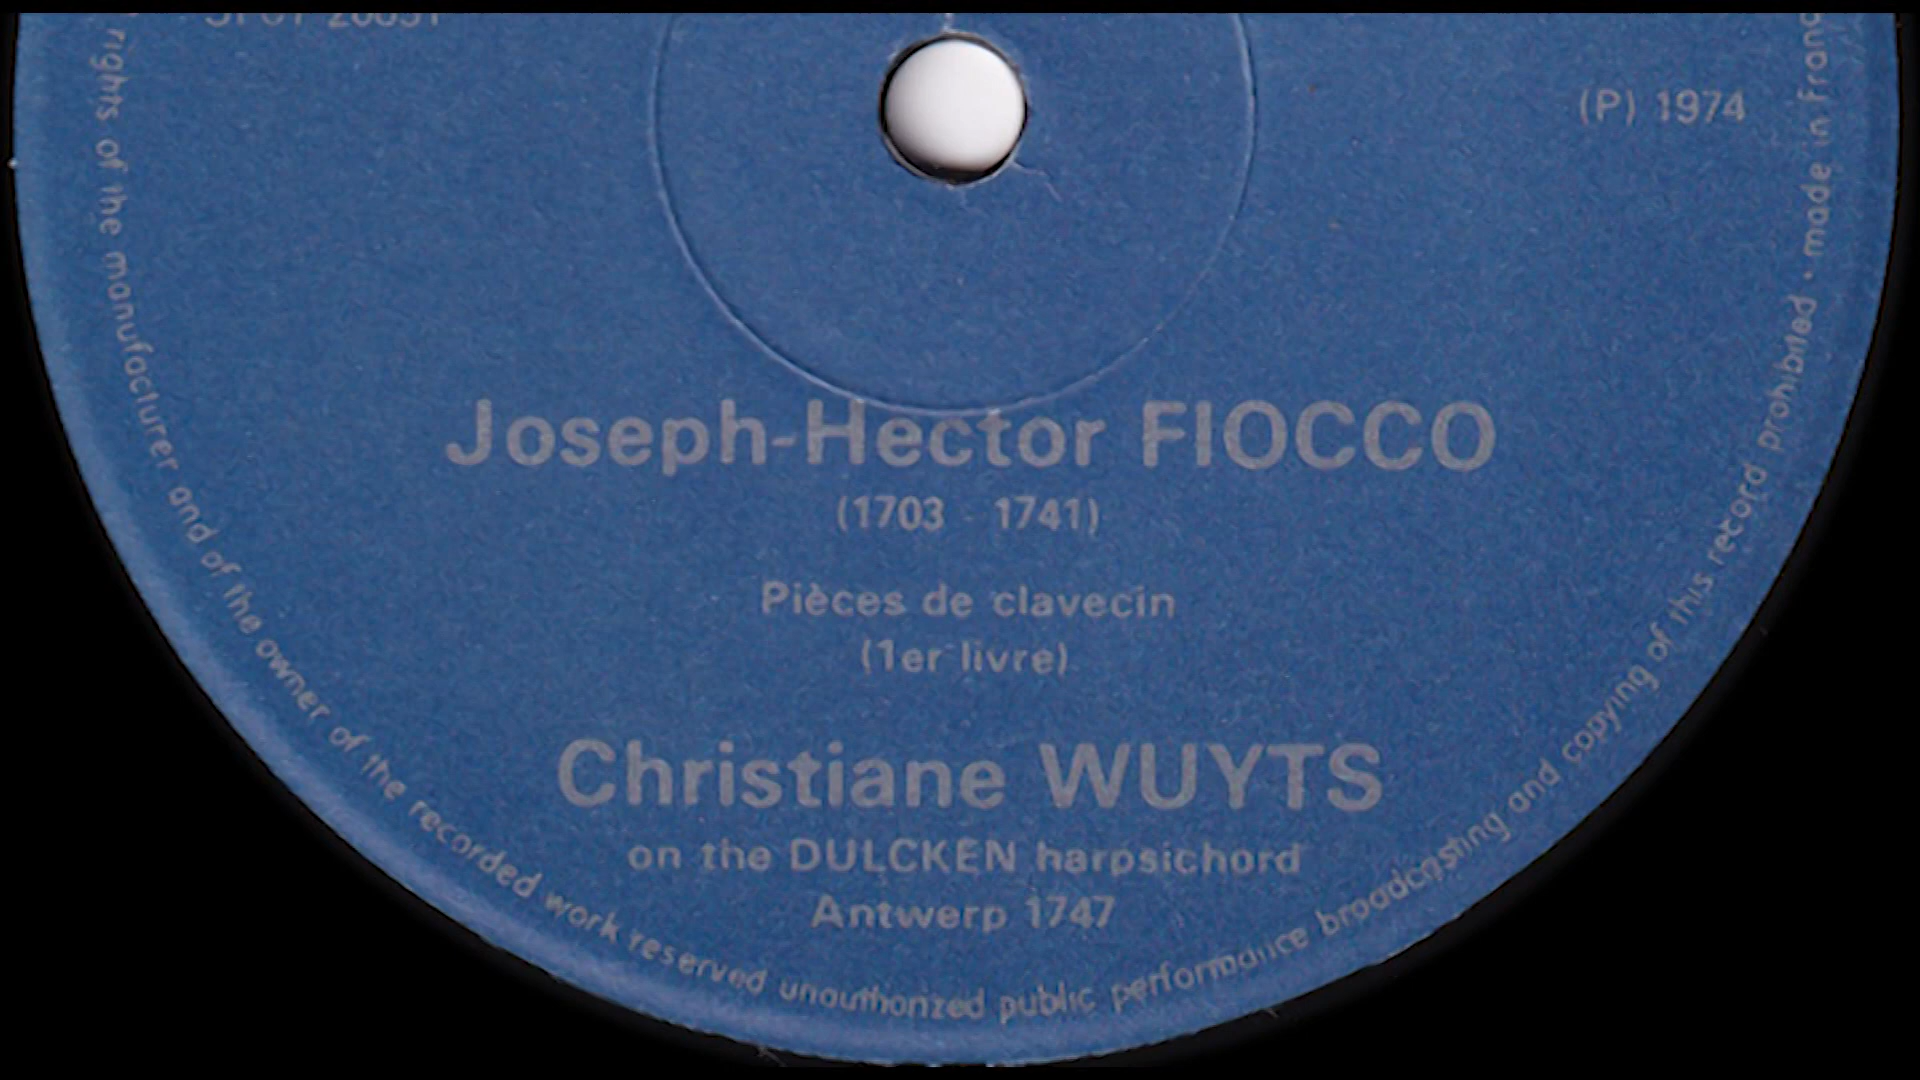 (P) 1974
Joseph-Hector FIOCCO
(1703 - 1741)
Pièces de clavecin
(1er livre)
Christiane WUYTS
on the DULCKEN harpsichord
Antwerp 1747
rights of the manufacturer and of the owner of the recorded work reserved unauthorized public performance broadcasting and copying of this record prohibited • made in